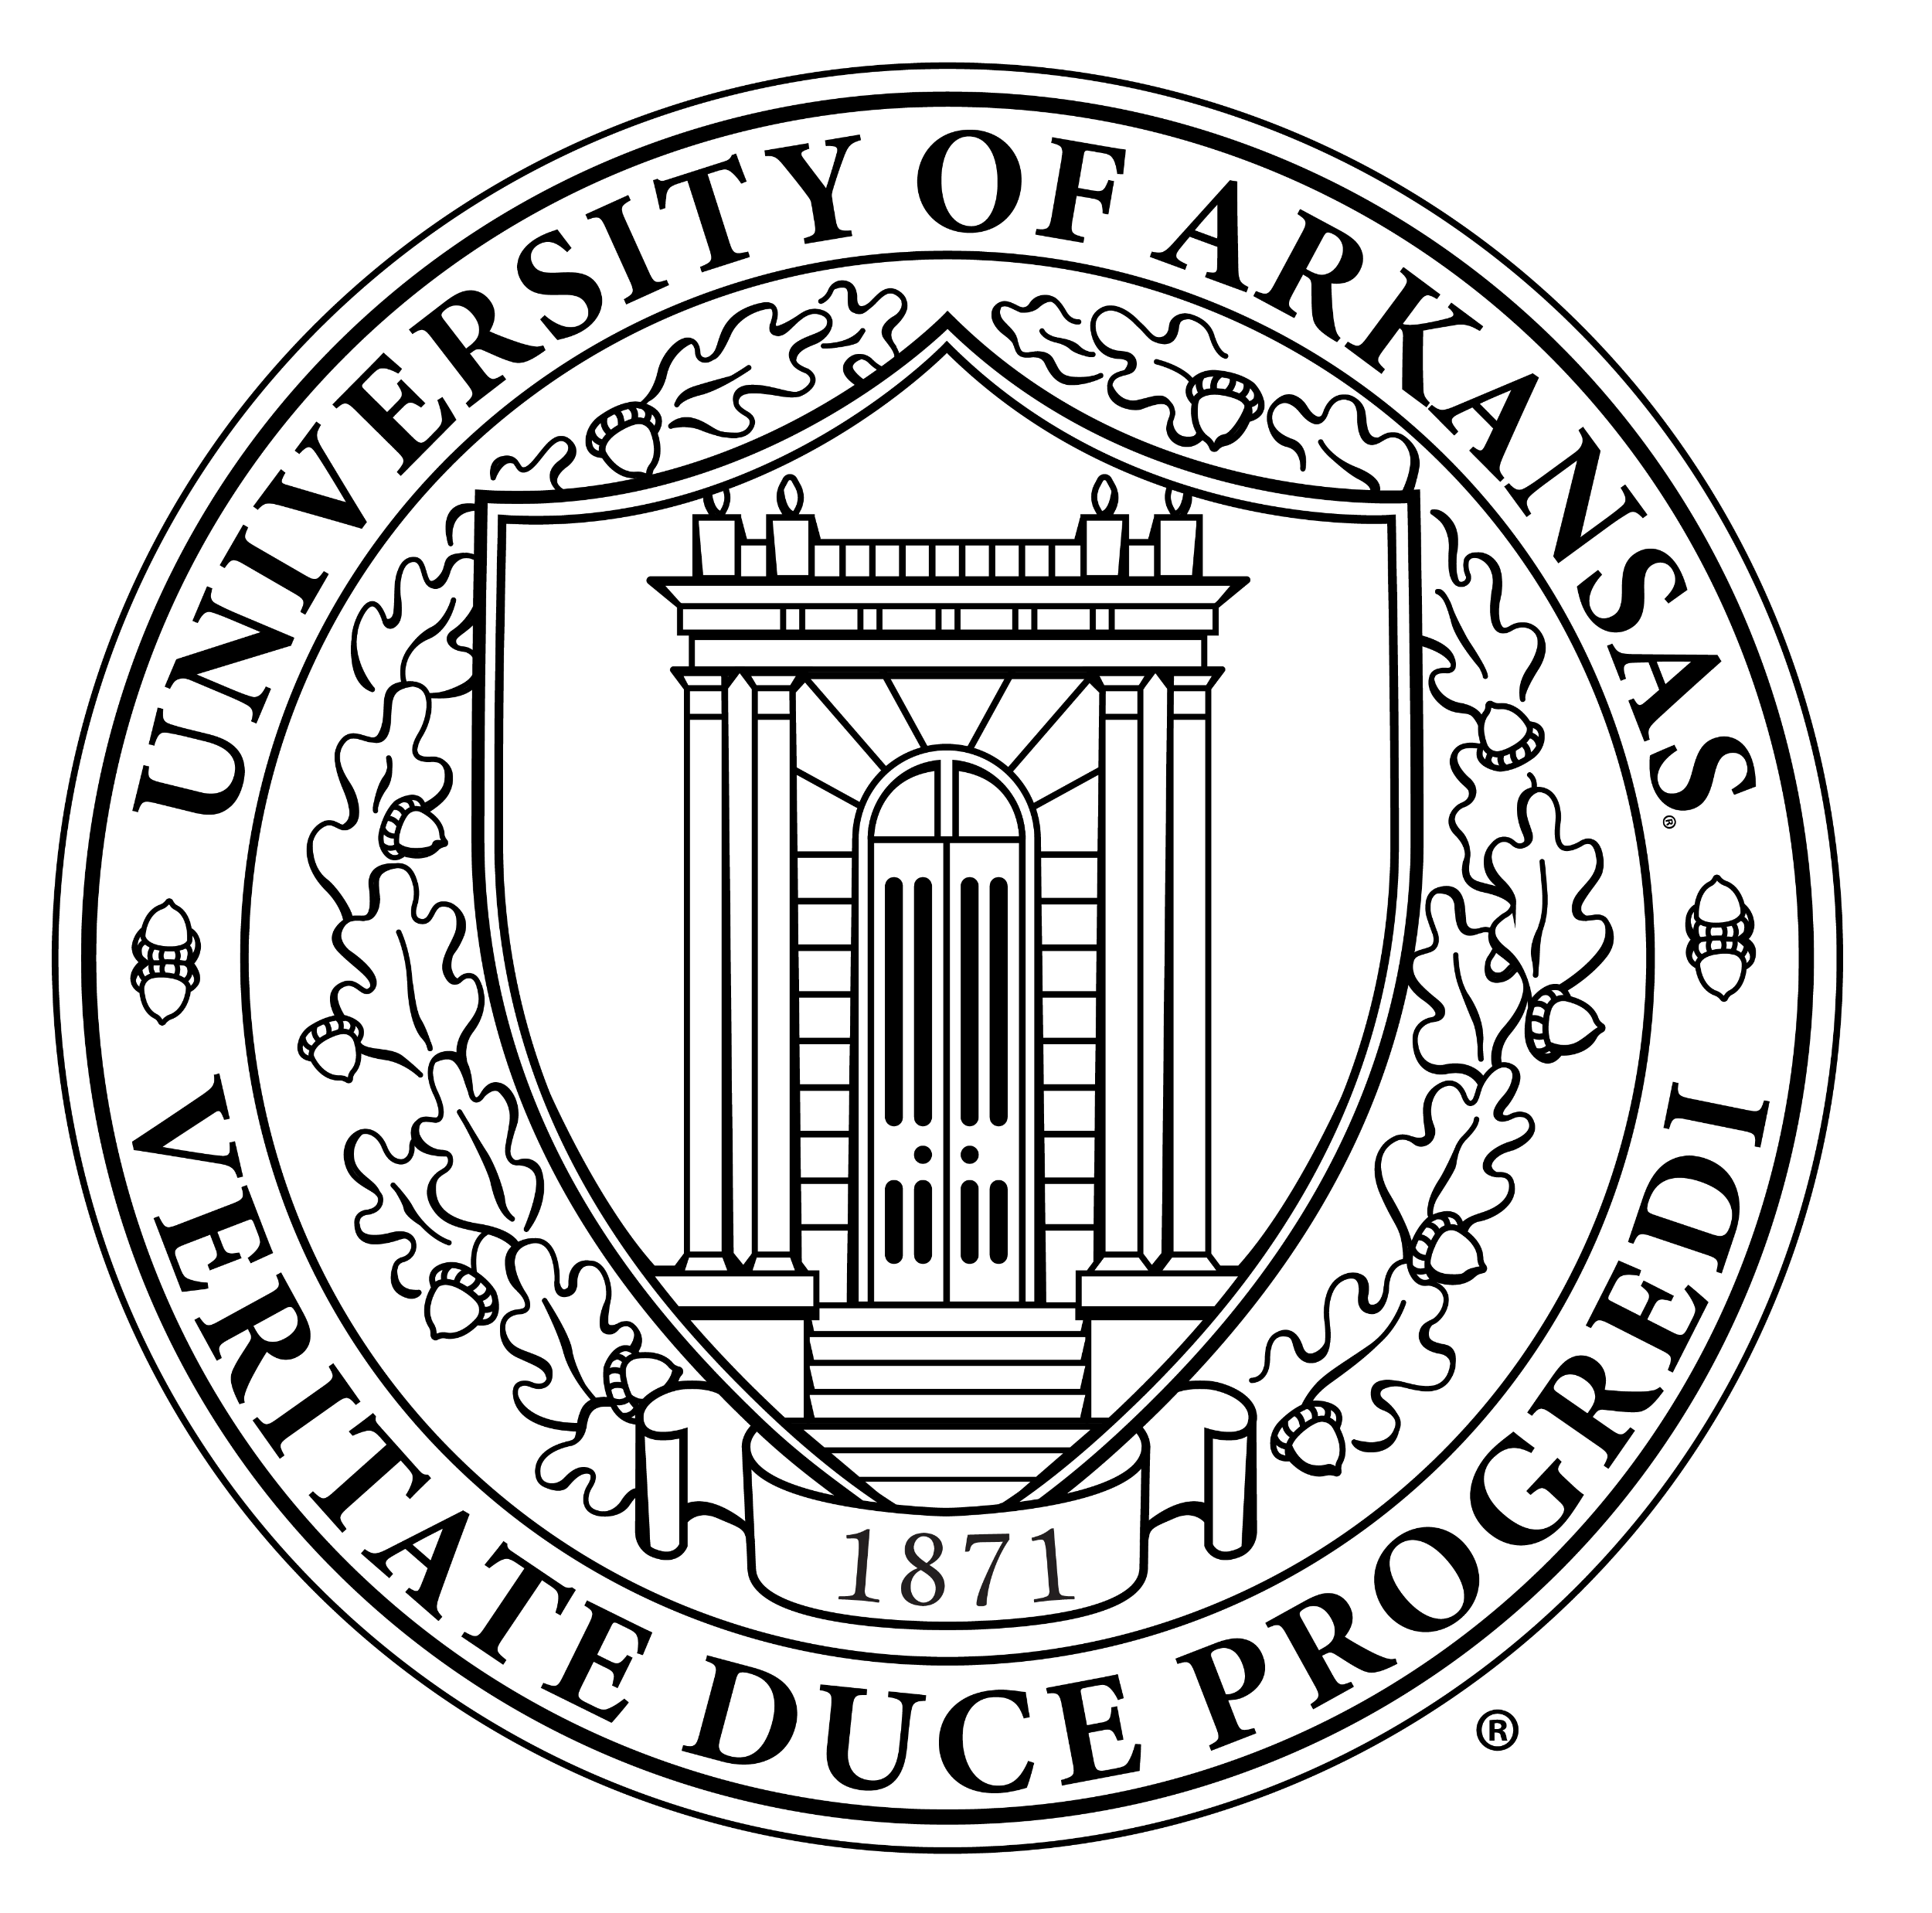 UNIVERSITY OF ARKANSAS®
1871
VERITATE DUCE PROGREDI
®